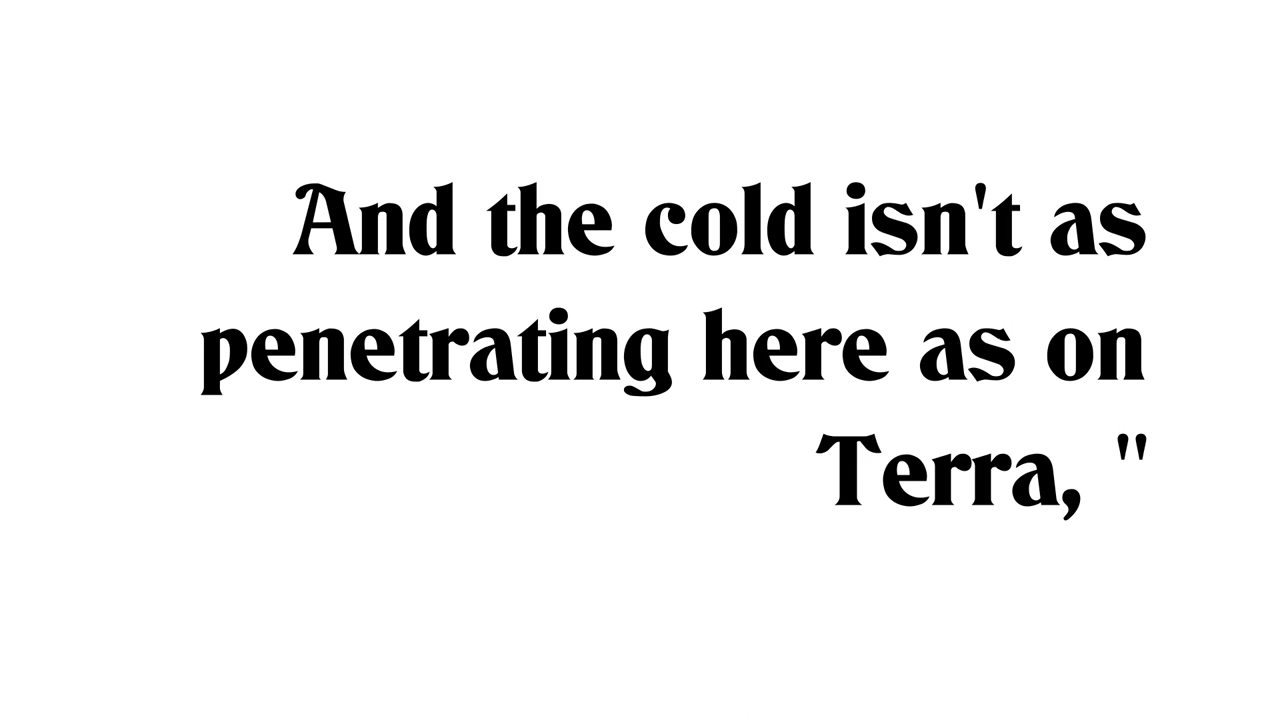 And the cold isn't as
penetrating here as on
Terra, "